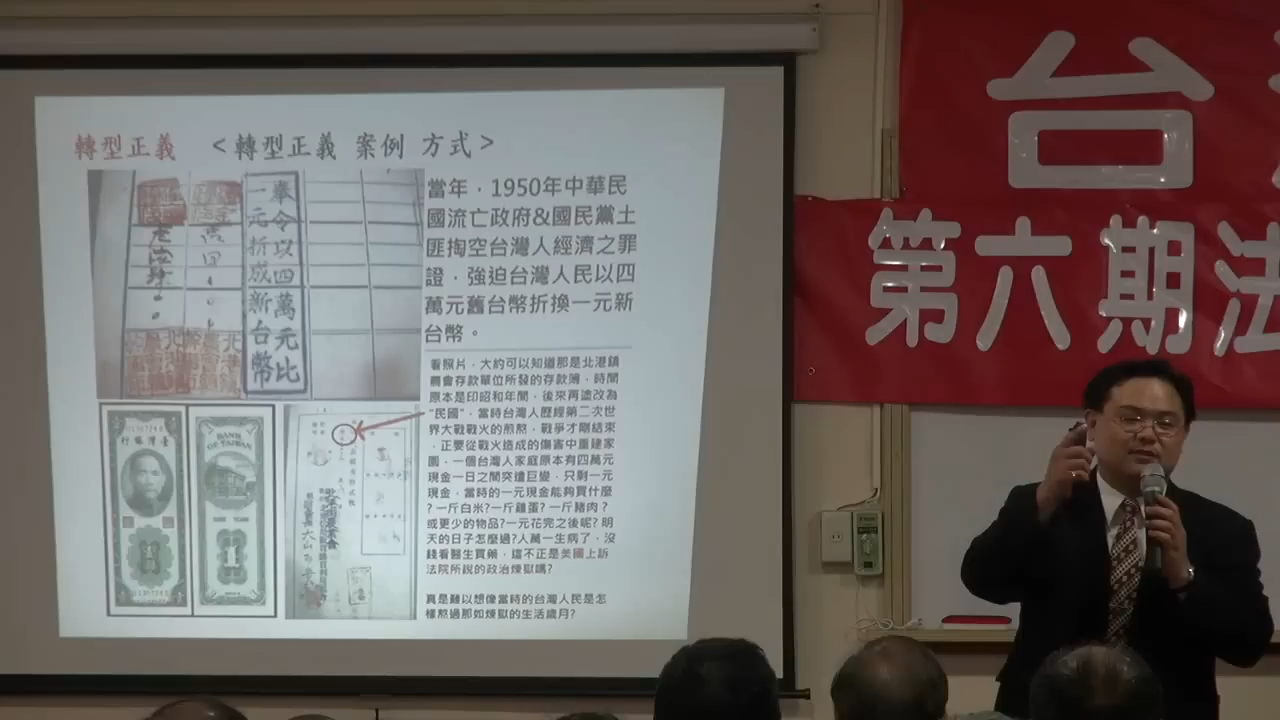 轉型正義 <轉型正義 案例 方式>
奉令以四萬元比
一元折成新台幣
當年，1950年中華民
國流亡政府&國民黨土
匪掏空台灣人經濟之罪
證，強迫台灣人民以四
萬元舊台幣折換一元新
台幣。
看照片，大約可以知道那是北港鎮
農會存款單位所發的存款簿，時間
原本是印昭和年間，後來再塗改為
"民國"，當時台灣人歷經第二次世
界大戰戰火的煎熬，戰爭才剛結束
，正要從戰火造成的傷害中重建家
園，一個台灣人家庭原本有四萬元
現金一日之間突遭巨變，只剩一元
現金，當時的一元現金能夠買什麼
？一斤白米?一斤雞蛋? 一斤豬肉？
或更少的物品?一元花完之後呢? 明
天的日子怎麼過?人萬一生病了，沒
錢看醫生買藥，這不正是美國上訴
法院所說的政治煉獄嗎?
真是難以想像當時的台灣人民是怎
樣熬過那如煉獄的生活歲月?
行銀灣臺
BANK
OF TAIWAN
1
台
第六期法